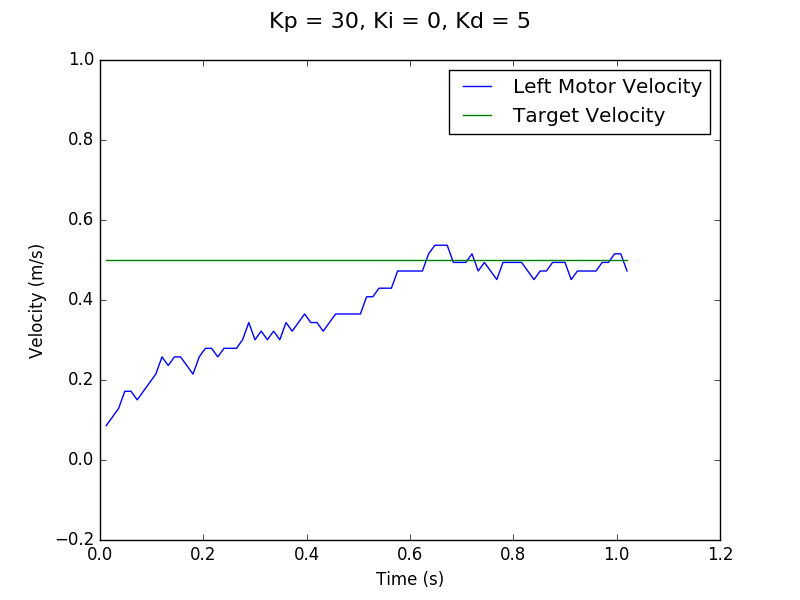 Kp = 30, Ki = 0, Kd = 5
1.0
Left Motor Velocity
Target Velocity
0.8
0.6
0.4
0.2
0.0
−0.2
Velocity (m/s)
0.0 0.2 0.4 0.6 0.8 1.0 1.2
Time (s)